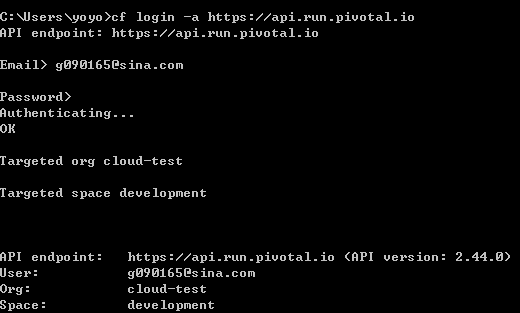 C:\Users\yoyo>cf login -a https://api.run.pivotal.io
API endpoint: https://api.run.pivotal.io
Email> g090165@sina.com
Password>
Authenticating...
OK
Targeted org cloud-test
Targeted space development
API endpoint: https://api.run.pivotal.io (API version: 2.44.0)
User: g090165@sina.com
Org: cloud-test
Space: development